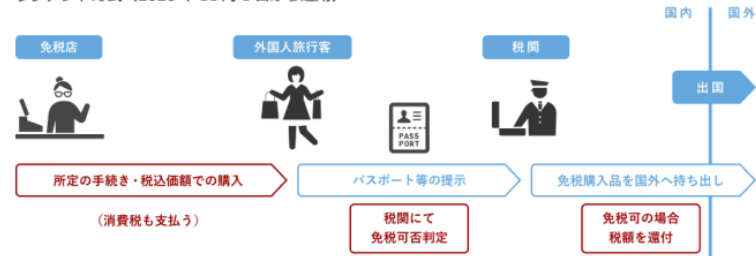 国内 国外
免税店 外国人旅行客 税関
出国
PASS
PORT
所定の手続き・税込価額での購入 パスポート等の提示 免税購入品を国外へ持ち出し
(消費税も支払う)
税関にて
免税可否判定
免税可の場合
税額を還付